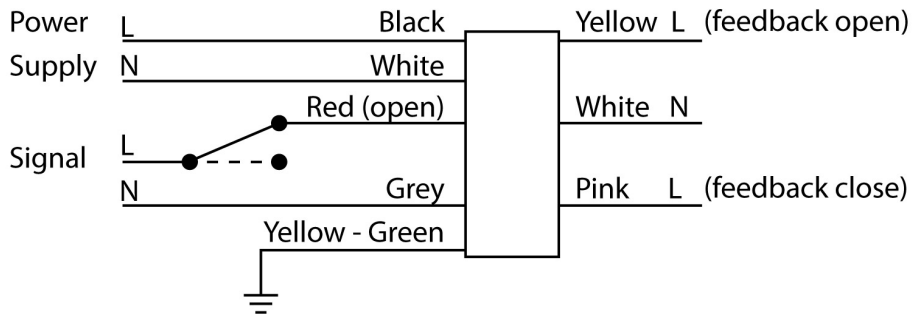 Power L Black Yellow L (feedback open)
Supply N White
Red (open) White N
Signal L
N Grey Pink L (feedback close)
Yellow - Green